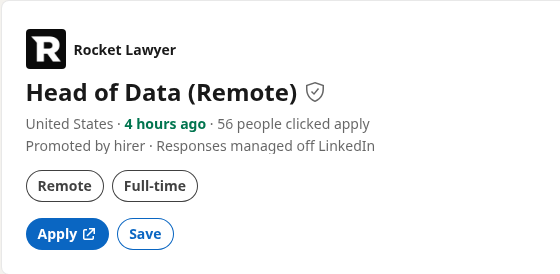 R
Rocket Lawyer
Head of Data (Remote)
United States · 4 hours ago · 56 people clicked apply
Promoted by hirer · Responses managed off LinkedIn
Remote Full-time
Apply Save